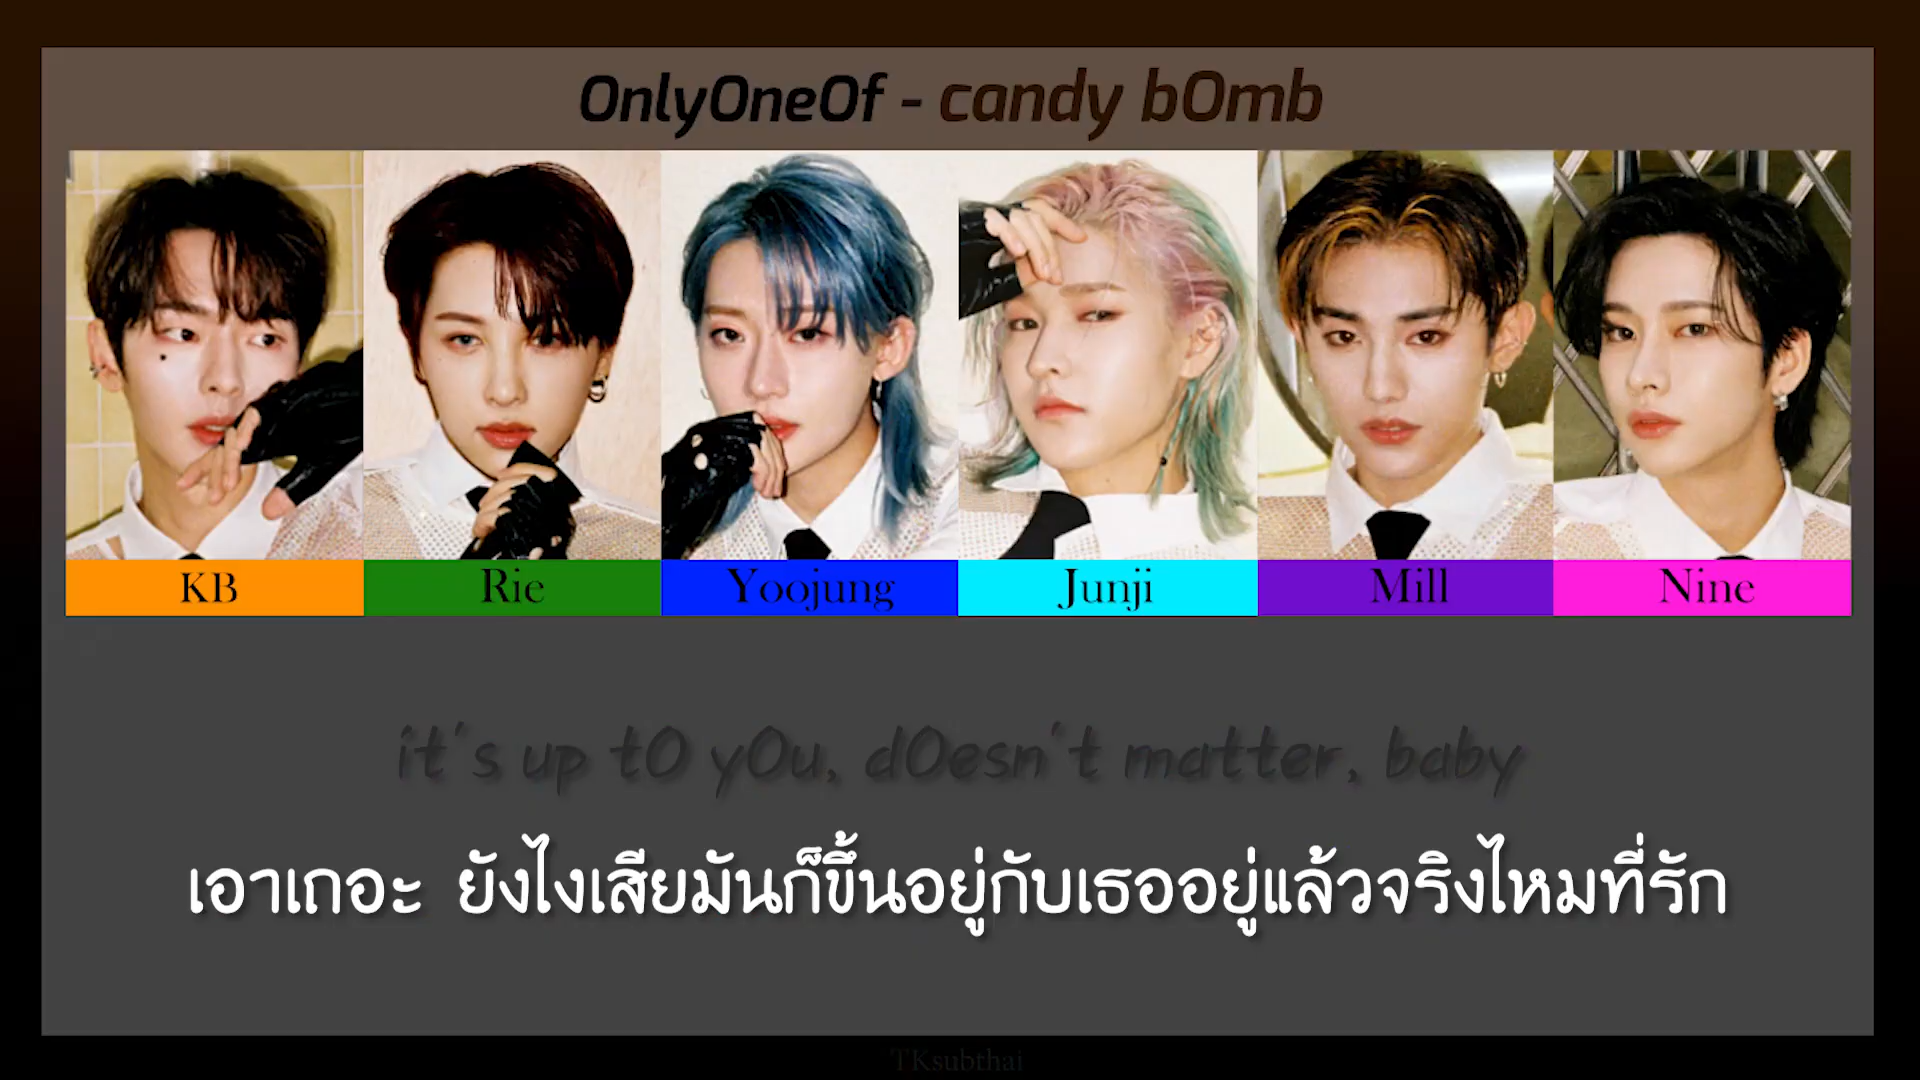 OnlyOneOf - candy bOmb
KB Rie Yoojung Junji Mill Nine
it's up tO yOu, dOesn't matter, baby
เอาเถอะ ยังไงเสียมันก็ขึ้นอยู่กับเธออยู่แล้วจริงไหมที่รัก
TKsubthai